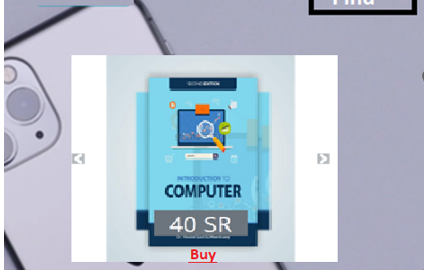 Find
SECOND EDITION
INTRODUCTION TO
COMPUTER
40 SR
Buy